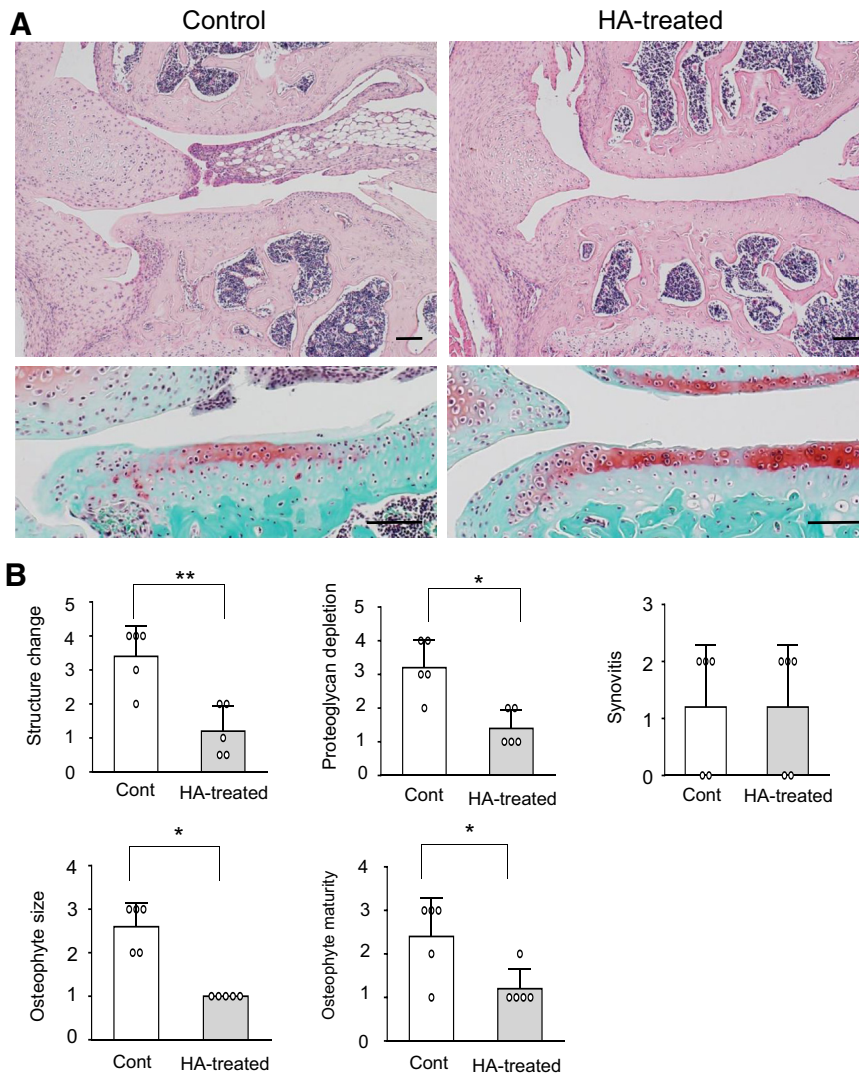 A
Control
HA-treated
B
**
Structure change
5
4
3
2
1
0
Cont
HA-treated
*
Proteoglycan depletion
5
4
3
2
1
0
Cont
HA-treated
Synovitis
3
2
1
0
Cont
HA-treated
*
Osteophyte size
4
3
2
1
0
Cont
HA-treated
*
Osteophyte maturity
4
3
2
1
0
Cont
HA-treated